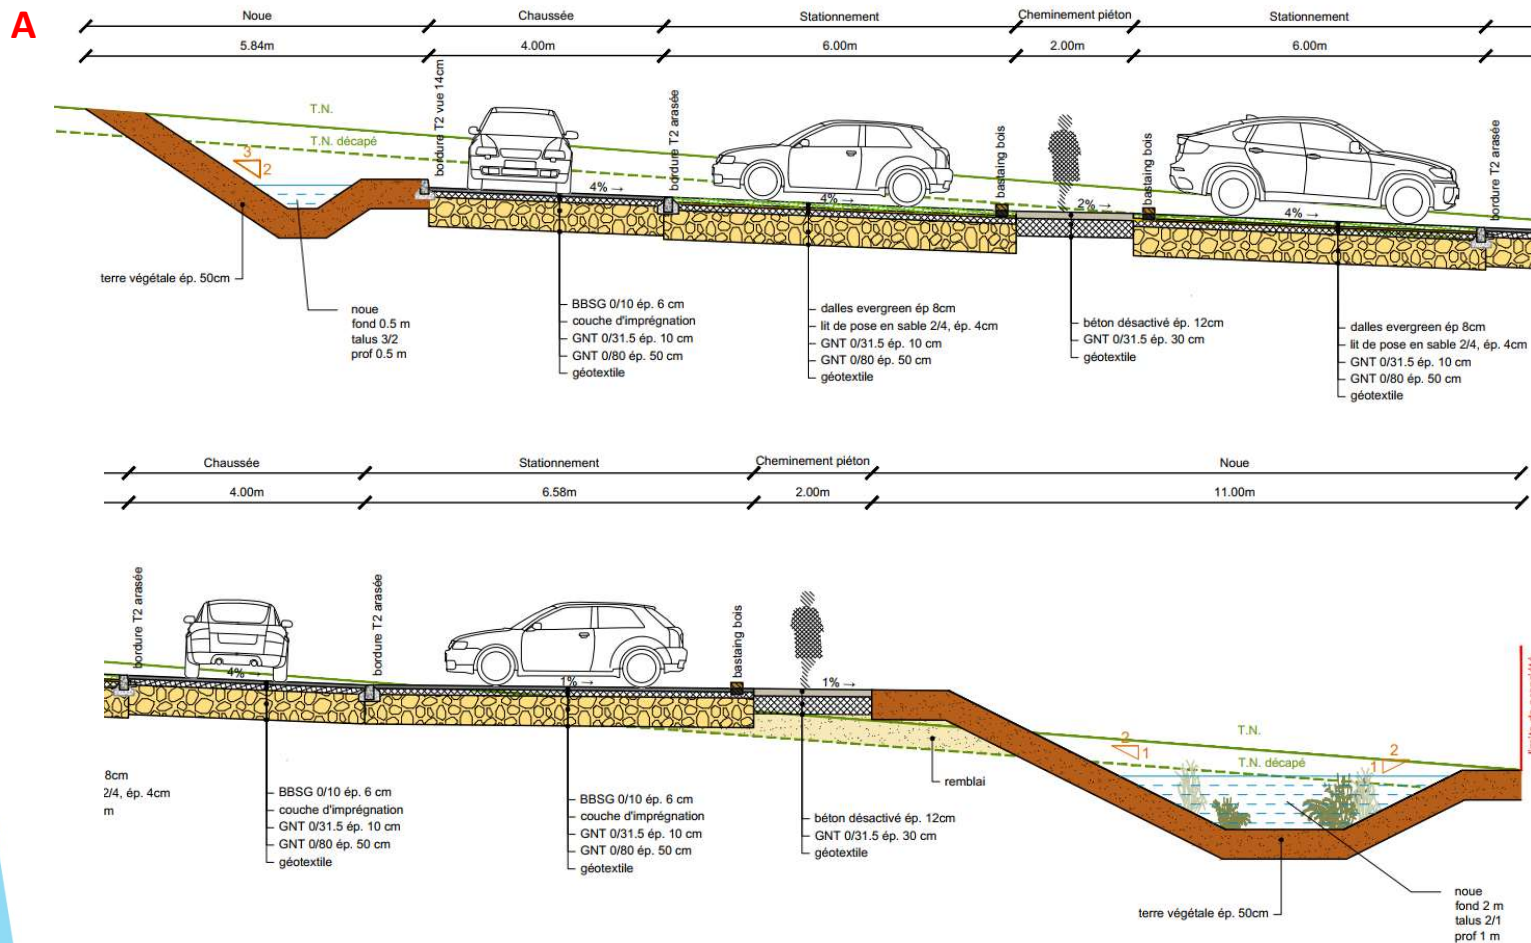 A
Noue
Chaussée
Stationnement
Cheminement piéton
Stationnement
5.84m
4.00m
6.00m
2.00m
6.00m
bordure T2 vue 14cm
bordure T2 arasée
bastaing bois
bastaing bois
bordure T2 arasée
T.N.
T.N. décapé
3
2
4% →
4% →
2% →
4% →
terre végétale ép. 50cm
noue
fond 0.5 m
talus 3/2
prof 0.5 m
BBSG 0/10 ép. 6 cm
couche d'imprégnation
GNT 0/31.5 ép. 10 cm
GNT 0/80 ép. 50 cm
géotextile
dalles evergreen ép 8cm
lit de pose en sable 2/4, ép. 4cm
GNT 0/31.5 ép. 10 cm
GNT 0/80 ép. 50 cm
géotextile
béton désactivé ép. 12cm
GNT 0/31.5 ép. 30 cm
géotextile
dalles evergreen ép 8cm
lit de pose en sable 2/4, ép. 4cm
GNT 0/31.5 ép. 10 cm
GNT 0/80 ép. 50 cm
géotextile
Chaussée
Stationnement
Cheminement piéton
Noue
4.00m
6.58m
2.00m
11.00m
bordure T2 arasée
bordure T2 arasée
bastaing bois
4% →
1% →
1% →
T.N.
T.N. décapé
2
1
2
1
remblai
8cm
2/4, ép. 4cm
m
BBSG 0/10 ép. 6 cm
couche d'imprégnation
GNT 0/31.5 ép. 10 cm
GNT 0/80 ép. 50 cm
géotextile
BBSG 0/10 ép. 6 cm
couche d'imprégnation
GNT 0/31.5 ép. 10 cm
GNT 0/80 ép. 50 cm
géotextile
béton désactivé ép. 12cm
GNT 0/31.5 ép. 30 cm
géotextile
terre végétale ép. 50cm
noue
fond 2 m
talus 2/1
prof 1 m